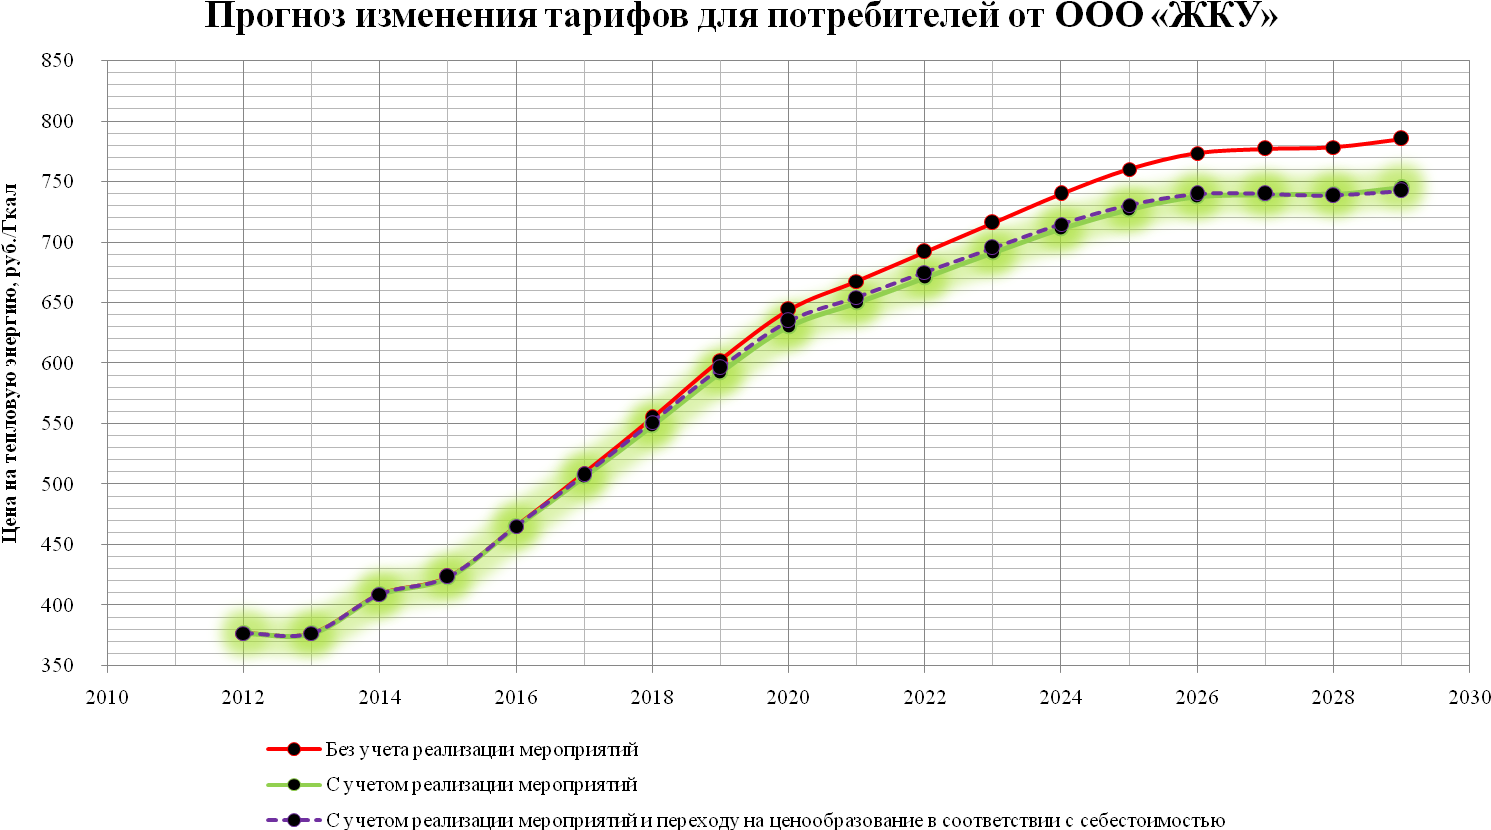 Прогноз изменения тарифов для потребителей от ООО «ЖКУ»
Цена на тепловую энергию, руб./Гкал
850
800
750
700
650
600
550
500
450
400
350
2010 2012 2014 2016 2018 2020 2022 2024 2026 2028 2030
Без учета реализации мероприятий
С учетом реализации мероприятий
С учетом реализации мероприятий и переходу на ценообразование в соответствии с себестоимостью